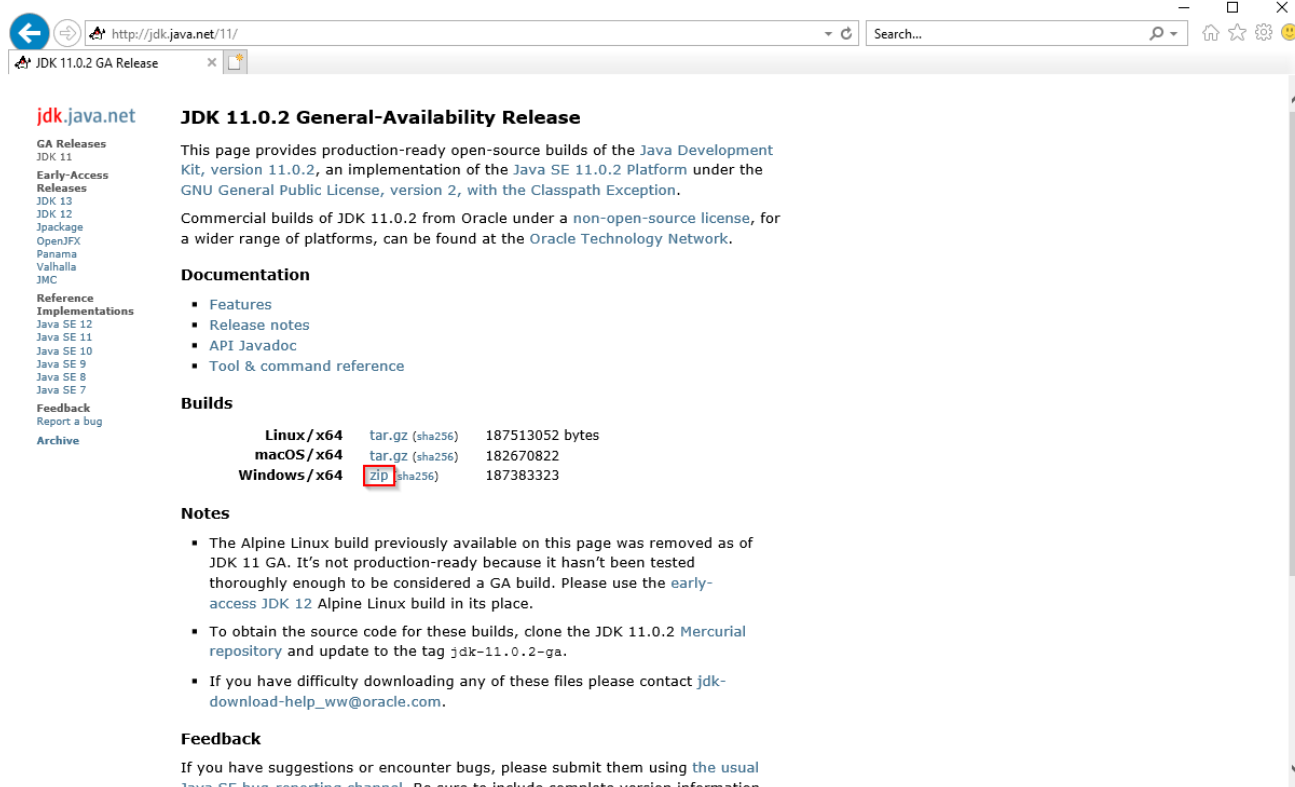 http://jdk.java.net/11/
Search...
JDK 11.0.2 GA Release
jdk.java.net
GA Releases
JDK 11
Early-Access
Releases
JDK 13
JDK 12
Jpackage
OpenJFX
Panama
Valhalla
JMC
Reference
Implementations
Java SE 12
Java SE 11
Java SE 10
Java SE 9
Java SE 8
Java SE 7
Feedback
Report a bug
Archive
JDK 11.0.2 General-Availability Release
This page provides production-ready open-source builds of the Java Development
Kit, version 11.0.2, an implementation of the Java SE 11.0.2 Platform under the
GNU General Public License, version 2, with the Classpath Exception.
Commercial builds of JDK 11.0.2 from Oracle under a non-open-source license, for
a wider range of platforms, can be found at the Oracle Technology Network.
Documentation
▪ Features
▪ Release notes
▪ API Javadoc
▪ Tool & command reference
Builds
Linux/x64 tar.gz (sha256) 187513052 bytes
macOS/x64 tar.gz (sha256) 182670822
Windows/x64 zip (sha256) 187383323
Notes
▪ The Alpine Linux build previously available on this page was removed as of
JDK 11 GA. It's not production-ready because it hasn't been tested
thoroughly enough to be considered a GA build. Please use the early-
access JDK 12 Alpine Linux build in its place.
▪ To obtain the source code for these builds, clone the JDK 11.0.2 Mercurial
repository and update to the tag jdk-11.0.2-ga.
▪ If you have difficulty downloading any of these files please contact jdk-
download-help_ww@oracle.com.
Feedback
If you have suggestions or encounter bugs, please submit them using the usual
Java SE bug-reporting channel. Be sure to include complete version information